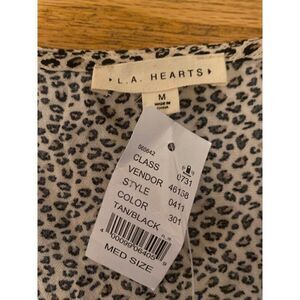 L.A. HEARTS
M
MADE IN
CLASS 0731
VENDOR 46158
STYLE 0411
COLOR 301
TAN/BLACK
MED SIZE